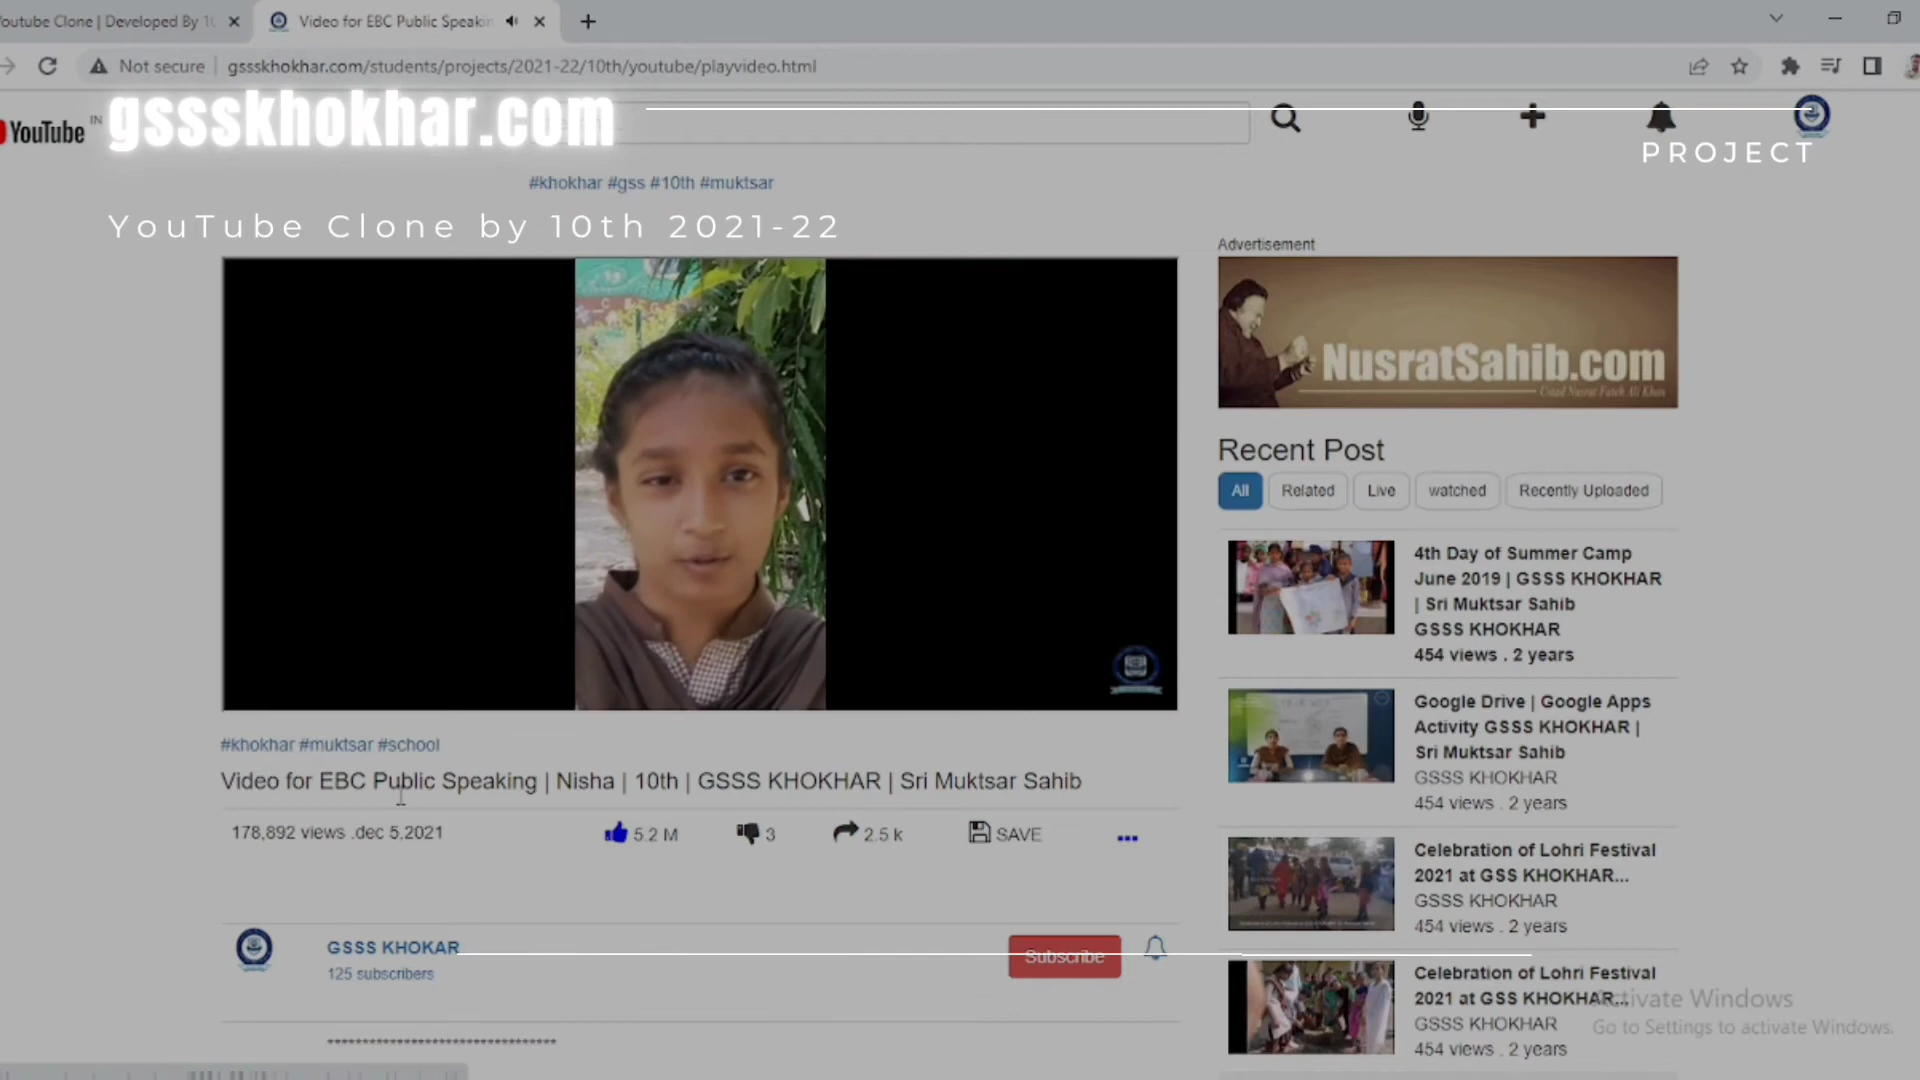 outube Clone | Developed By 10
Video for EBC Public Speakin
Not secure
gssskhokhar.com/students/projects/2021-22/10th/youtube/playvideo.html
YouTube IN
gssskhokhar.com
PROJECT
#khokhar #gss #10th #muktsar
YouTube Clone by 10th 2021-22
Advertisement
NusratSahib.com
Ustad Nusrat Fateh Ali Khan
Recent Post
All Related Live watched Recently Uploaded
4th Day of Summer Camp
June 2019 | GSSS KHOKHAR
| Sri Muktsar Sahib
GSSS KHOKHAR
454 views . 2 years
Google Drive | Google Apps
Activity GSSS KHOKHAR |
Sri Muktsar Sahib
GSSS KHOKHAR
454 views . 2 years
Celebration of Lohri Festival
2021 at GSS KHOKHAR...
GSSS KHOKHAR
454 views . 2 years
Celebration of Lohri Festival
2021 at GSS KHOKHAR...
GSSS KHOKHAR
454 views . 2 years
#khokhar #muktsar #school
Video for EBC Public Speaking | Nisha | 10th | GSSS KHOKHAR | Sri Muktsar Sahib
178,892 views .dec 5,2021
5.2 M
3
2.5 k
SAVE
GSSS KHOKAR
125 subscribers
Subscribe
*********************************
Activate Windows
Go to Settings to activate Windows.